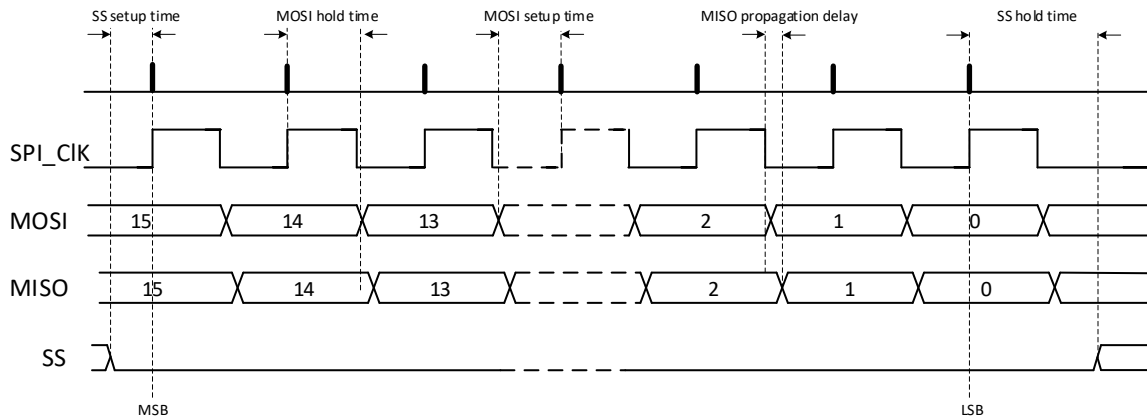 SS setup time MOSI hold time MOSI setup time MISO propagation delay SS hold time
SPI_ClK
MOSI 15 14 13 2 1 0
MISO 15 14 13 2 1 0
SS
MSB LSB